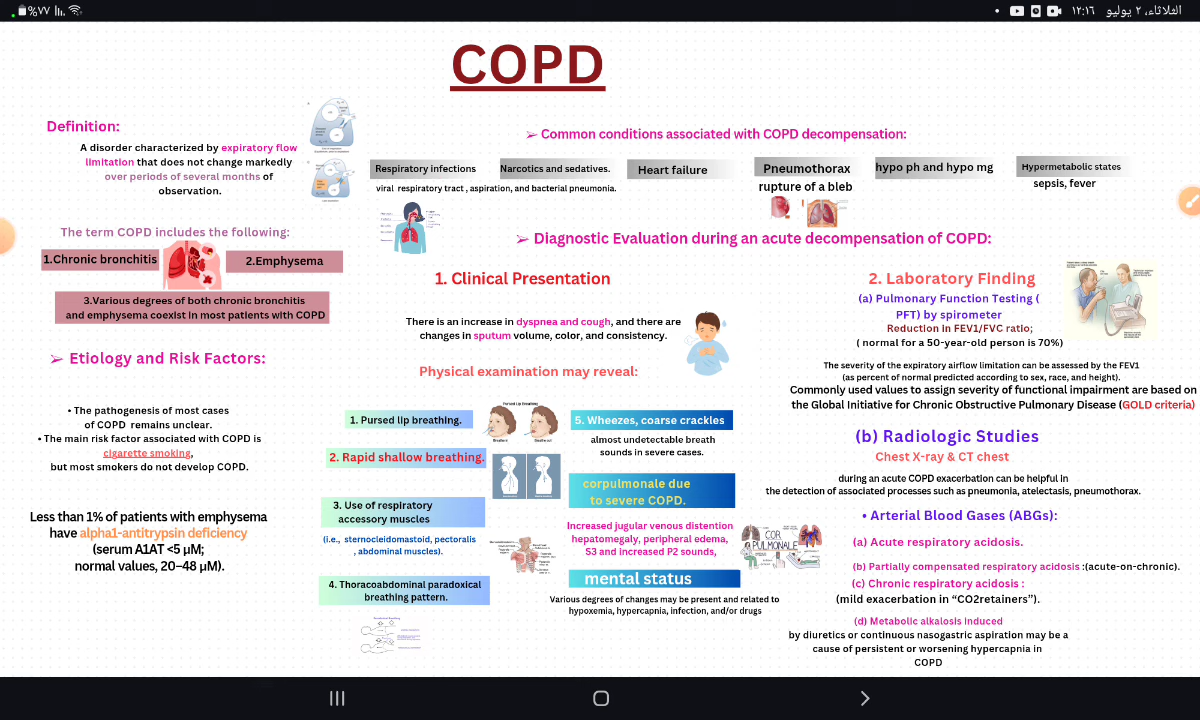 %٧٧
١٢:١٦ الثلاثاء، ٢ يوليو
COPD
Definition:
A disorder characterized by expiratory flow
limitation that does not change markedly
over periods of several months of
observation.
The term COPD includes the following:
1.Chronic bronchitis
2.Emphysema
3.Various degrees of both chronic bronchitis
and emphysema coexist in most patients with COPD
➢ Etiology and Risk Factors:
• The pathogenesis of most cases
of COPD remains unclear.
• The main risk factor associated with COPD is
cigarette smoking,
but most smokers do not develop COPD.
Less than 1% of patients with emphysema
have alpha1-antitrypsin deficiency
(serum A1AT <5 µM;
normal values, 20–48 µM).
➢ Common conditions associated with COPD decompensation:
Respiratory infections
viral respiratory tract , aspiration, and bacterial pneumonia.
Narcotics and sedatives.
Heart failure
Pneumothorax
rupture of a bleb
hypo ph and hypo mg
Hypermetabolic states
sepsis, fever
➢ Diagnostic Evaluation during an acute decompensation of COPD:
1. Clinical Presentation
There is an increase in dyspnea and cough, and there are
changes in sputum volume, color, and consistency.
Physical examination may reveal:
1. Pursed lip breathing.
2. Rapid shallow breathing.
3. Use of respiratory
accessory muscles
(i.e., sternocleidomastoid, pectoralis
, abdominal muscles).
4. Thoracoabdominal paradoxical
breathing pattern.
5. Wheezes, coarse crackles
almost undetectable breath
sounds in severe cases.
corpulmonale due
to severe COPD.
Increased jugular venous distention
hepatomegaly, peripheral edema,
S3 and increased P2 sounds,
COR
PULMONALE
mental status
Various degrees of changes may be present and related to
hypoxemia, hypercapnia, infection, and/or drugs
2. Laboratory Finding
(a) Pulmonary Function Testing (
PFT) by spirometer
Reduction in FEV1/FVC ratio;
( normal for a 50-year-old person is 70%)
The severity of the expiratory airflow limitation can be assessed by the FEV1
(as percent of normal predicted according to sex, race, and height).
Commonly used values to assign severity of functional impairment are based on
the Global Initiative for Chronic Obstructive Pulmonary Disease (GOLD criteria)
(b) Radiologic Studies
Chest X-ray & CT chest
during an acute COPD exacerbation can be helpful in
the detection of associated processes such as pneumonia, atelectasis, pneumothorax.
• Arterial Blood Gases (ABGs):
(a) Acute respiratory acidosis.
(b) Partially compensated respiratory acidosis :(acute-on-chronic).
(c) Chronic respiratory acidosis :
(mild exacerbation in “CO2retainers”).
(d) Metabolic alkalosis induced
by diuretics or continuous nasogastric aspiration may be a
cause of persistent or worsening hypercapnia in
COPD